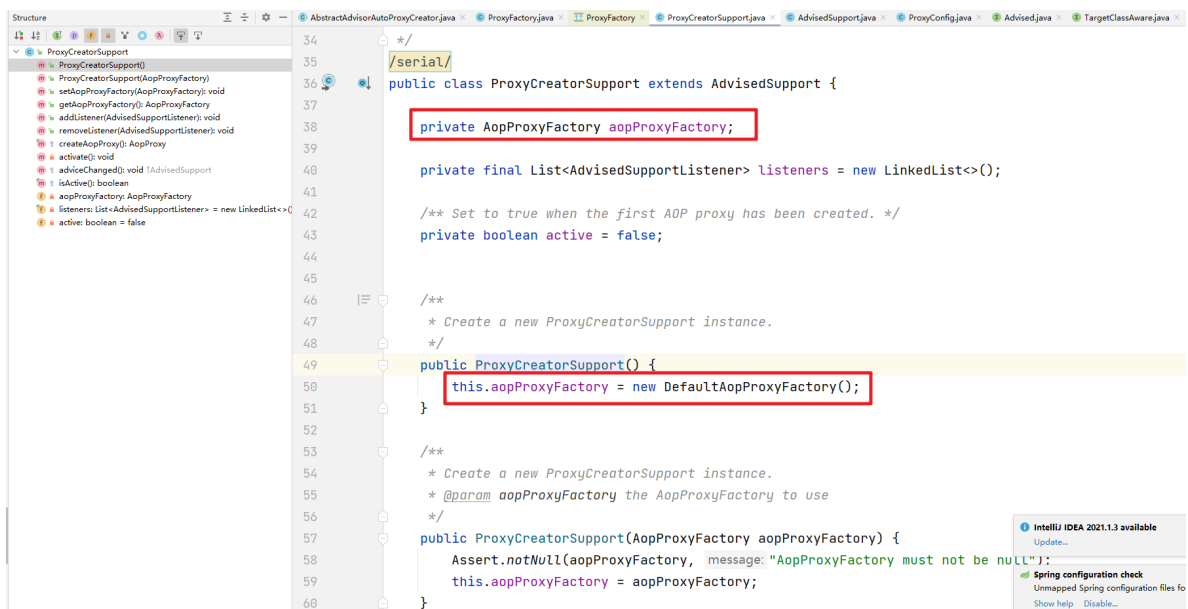 Structure
AbstractAdvisorAutoProxyCreator.java
ProxyFactory.java
ProxyFactory
ProxyCreatorSupport.java
AdvisedSupport.java
ProxyConfig.java
Advised.java
TargetClassAware.java
ProxyCreatorSupport
ProxyCreatorSupport()
ProxyCreatorSupport(AopProxyFactory)
setAopProxyFactory(AopProxyFactory): void
getAopProxyFactory(): AopProxyFactory
addListener(AdvisedSupportListener): void
removeListener(AdvisedSupportListener): void
createAopProxy(): AopProxy
activate(): void
adviceChanged(): void ↑AdvisedSupport
isActive(): boolean
aopProxyFactory: AopProxyFactory
listeners: List<AdvisedSupportListener> = new LinkedList<>()
active: boolean = false
34 */
35 /serial/
36 public class ProxyCreatorSupport extends AdvisedSupport {
37
38 private AopProxyFactory aopProxyFactory;
39
40 private final List<AdvisedSupportListener> listeners = new LinkedList<>();
41
42 /** Set to true when the first AOP proxy has been created. */
43 private boolean active = false;
44
45
46 /**
47 * Create a new ProxyCreatorSupport instance.
48 */
49 public ProxyCreatorSupport() {
50 this.aopProxyFactory = new DefaultAopProxyFactory();
51 }
52
53 /**
54 * Create a new ProxyCreatorSupport instance.
55 * @param aopProxyFactory the AopProxyFactory to use
56 */
57 public ProxyCreatorSupport(AopProxyFactory aopProxyFactory) {
58 Assert.notNull(aopProxyFactory, message: "AopProxyFactory must not be null");
59 this.aopProxyFactory = aopProxyFactory;
60 }
IntelliJ IDEA 2021.1.3 available
Update...
Spring configuration check
Unmapped Spring configuration files fo
Show help Disable...